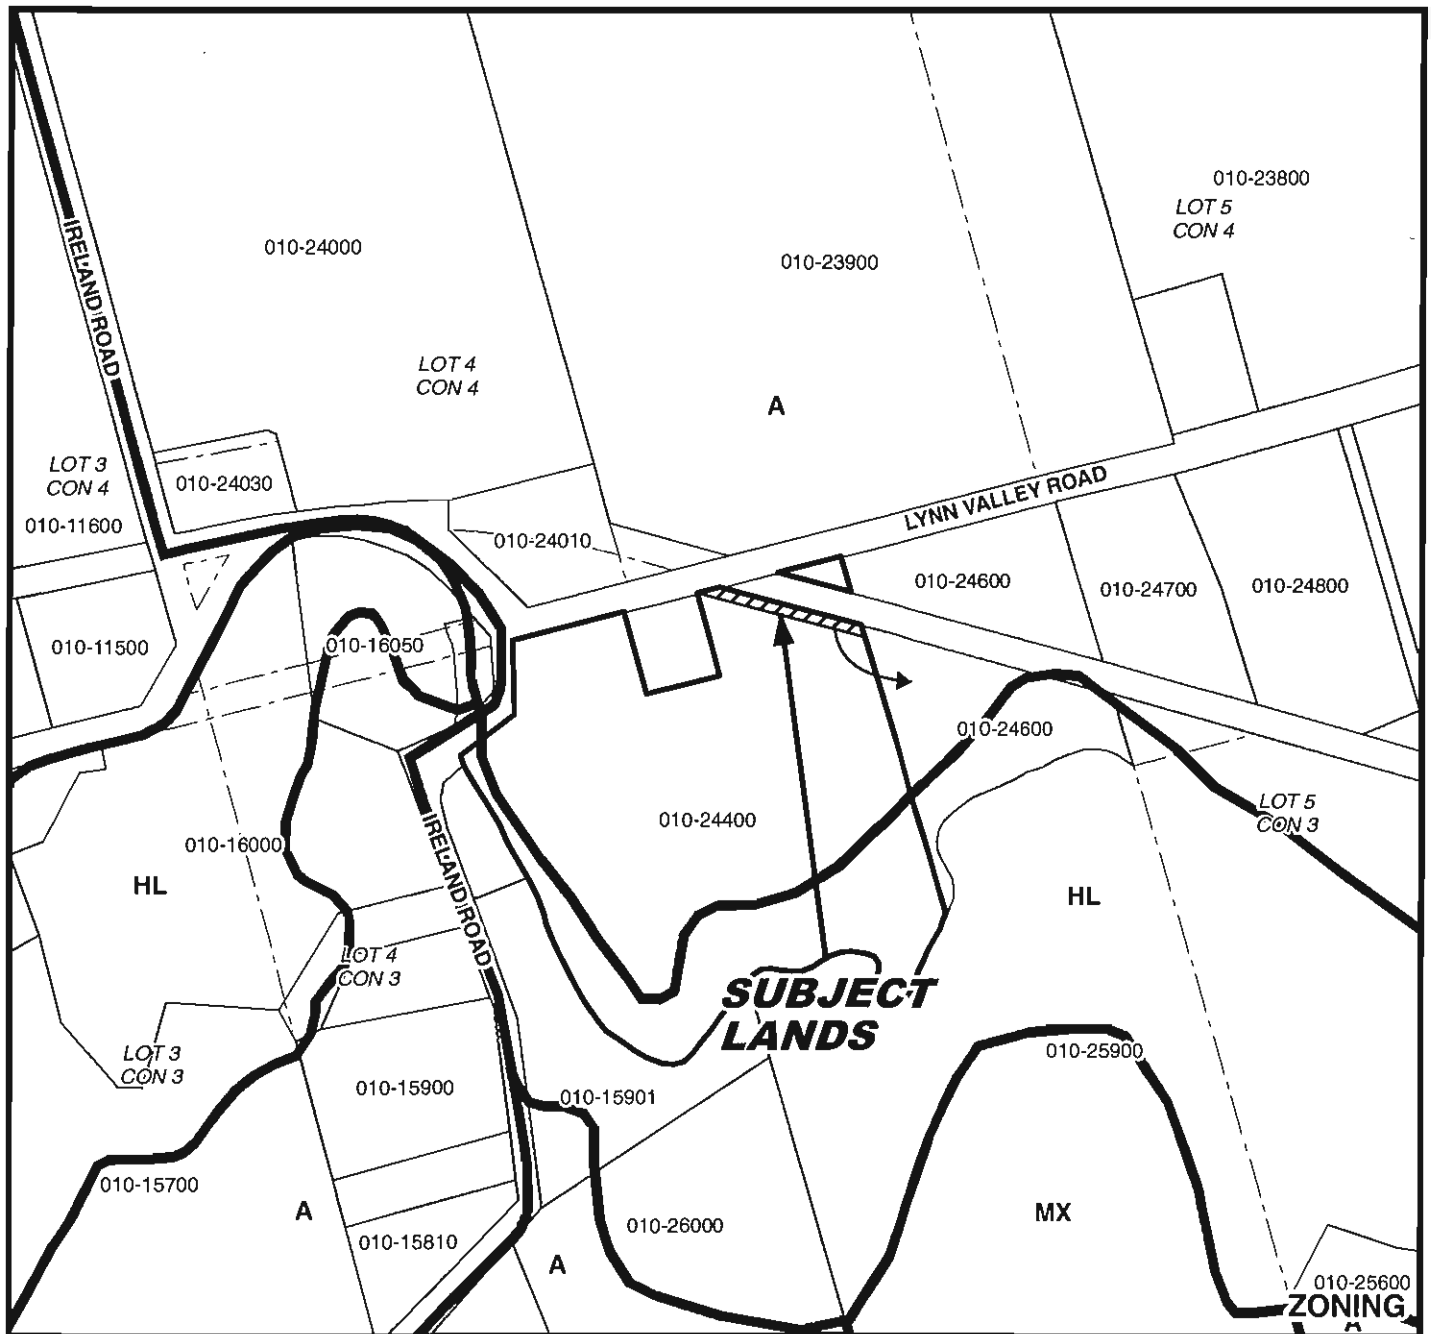 010-23800
LOT 5
CON 4
010-24000
010-23900
IRELAND ROAD
LOT 4
CON 4
A
LOT 3
CON 4
010-24030
LYNN VALLEY ROAD
010-11600
010-24010
010-24600
010-24700
010-24800
010-11500
010-16050
010-24600
010-24400
LOT 5
CON 3
010-16000
IRELAND ROAD
HL
HL
LOT 4
CON 3
SUBJECT
LANDS
LOT 3
CON 3
010-25900
010-15900
010-15901
010-15700
A
MX
010-26000
010-15810
A
010-25600
ZONING
A